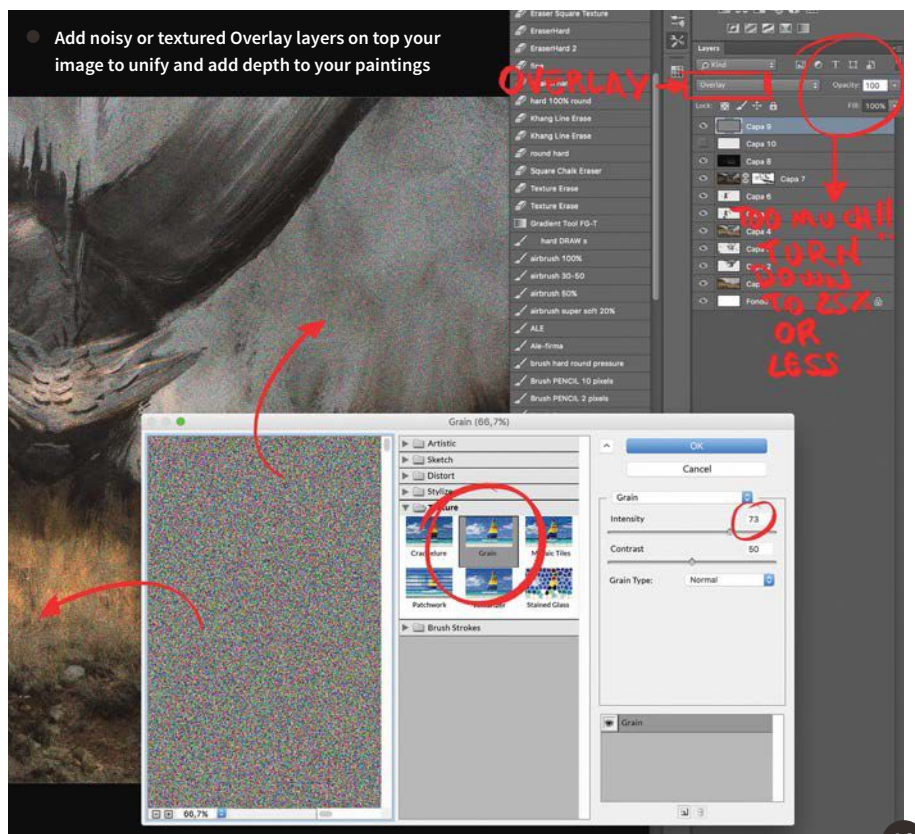 Add noisy or textured Overlay layers on top your
image to unify and add depth to your paintings
Eraser Square Texture
EraserHard
EraserHard 2
hard 100% round
Khang Line Erase
Khang Line Erase
round hard
Square Chalk Eraser
Texture Erase
Texture Erase
Gradient Tool FG-T
hard DRAW s
airbrush 100%
airbrush 30-50
airbrush 50%
airbrush super soft 20%
ALE
Ale-firma
brush hard round pressure
Brush PENCIL 10 pixels
Brush PENCIL 2 pixels
OVERLAY
Layers
Kind
Overlay
Opacity: 100
Lock:
Fill: 100%
Capa 9
Capa 10
Capa 8
Capa 7
Capa 6
Capa 4
TOO MUCH!!
TURN
DOWN
TO 25%
OR
LESS
Grain (66,7%)
Artistic
Sketch
Distort
Stylize
Texture
Craquelure
Grain
Mosaic Tiles
Patchwork
Texturizer
Stained Glass
Brush Strokes
OK
Cancel
Grain
Intensity
73
Contrast
50
Grain Type:
Normal
Grain
66,7%